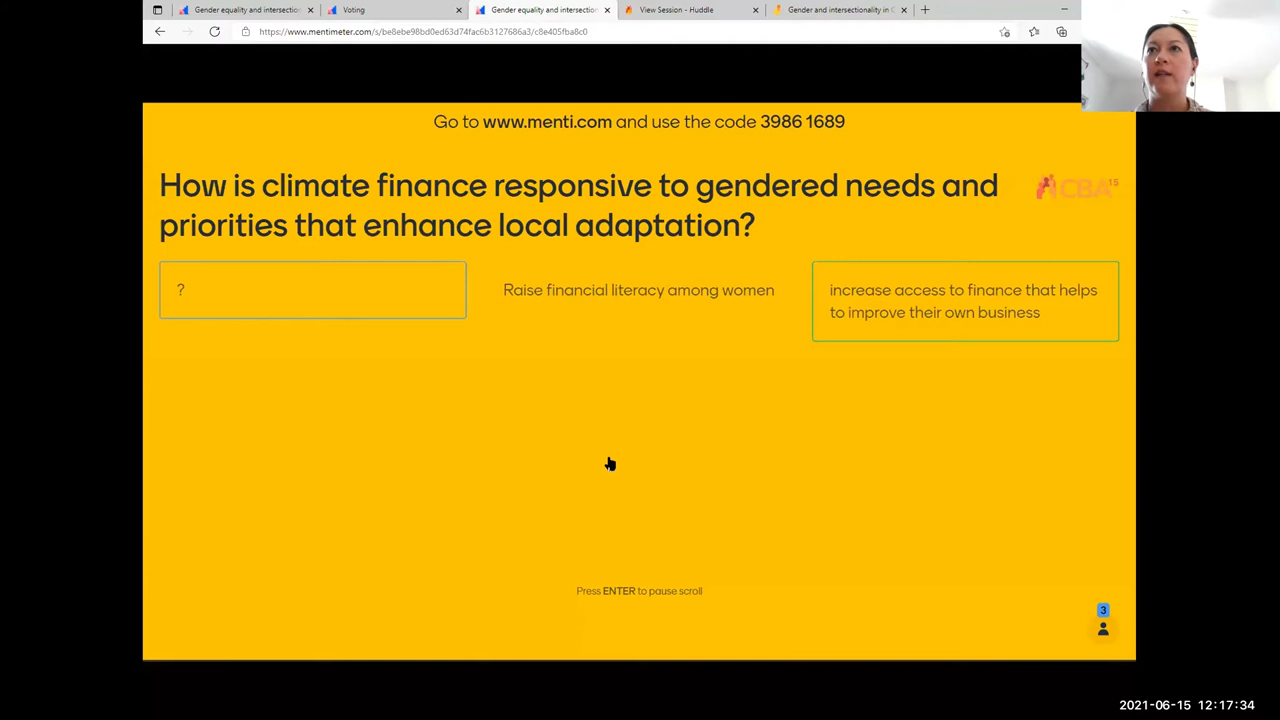 Gender equality and intersection
Voting
Gender equality and intersection
View Session - Huddle
Gender and intersectionality in C
https://www.mentimeter.com/s/be8ebe98bd0ed63d74fac6b3127686a3/c8e405fba8c0
Go to www.menti.com and use the code 3986 1689
How is climate finance responsive to gendered needs and
priorities that enhance local adaptation?
CBA15
?
Raise financial literacy among women
increase access to finance that helps
to improve their own business
Press ENTER to pause scroll
3
2021-06-15 12:17:34